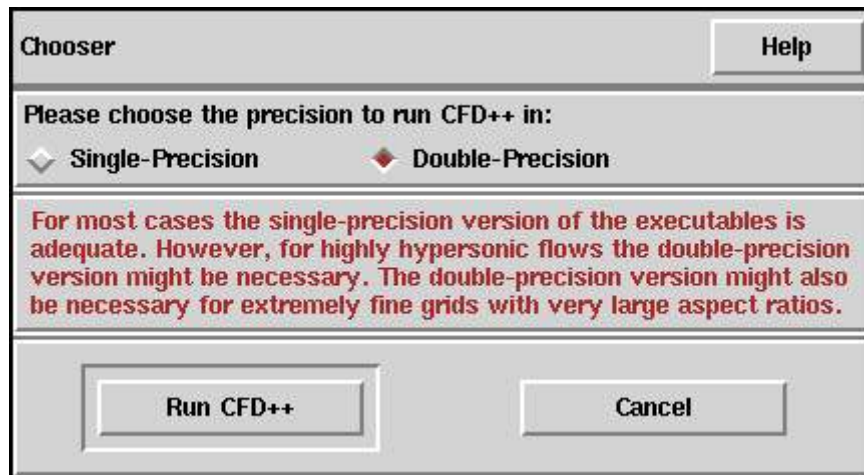 Chooser
Help
Please choose the precision to run CFD++ in:
Single-Precision
Double-Precision
For most cases the single-precision version of the executables is
adequate. However, for highly hypersonic flows the double-precision
version might be necessary. The double-precision version might also
be necessary for extremely fine grids with very large aspect ratios.
Run CFD++
Cancel